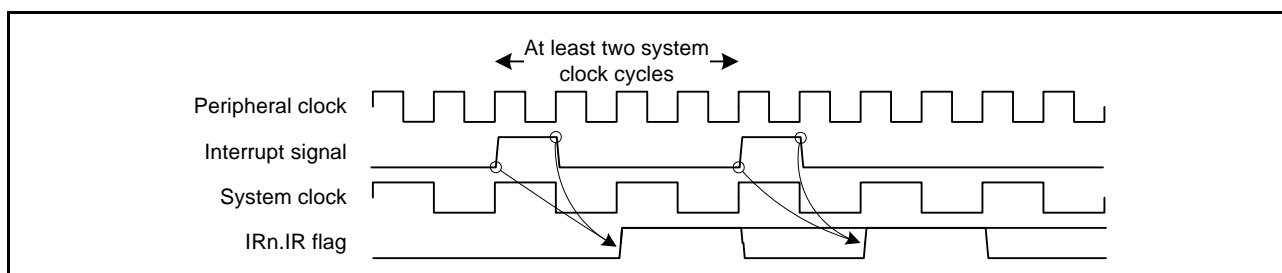 At least two system
clock cycles
Peripheral clock
Interrupt signal
System clock
IRn.IR flag